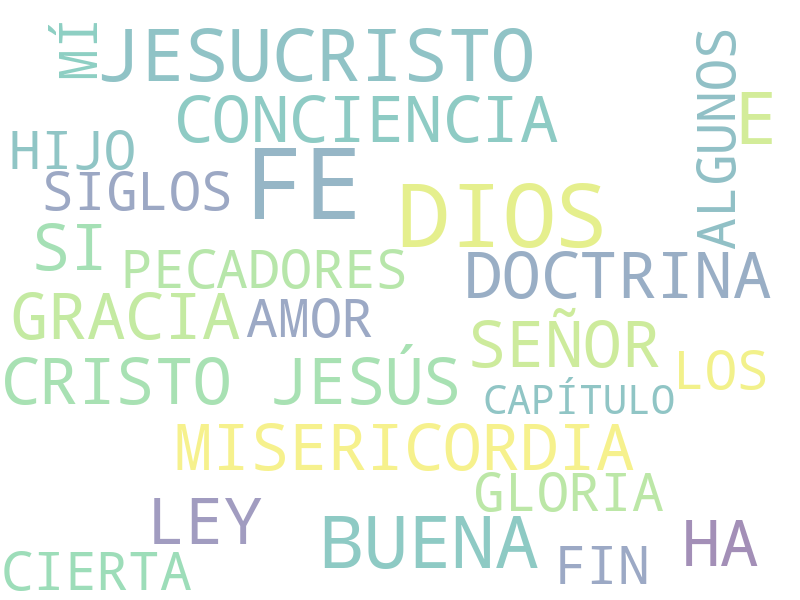 MÍ
JESUCRISTO
ALGUNOS
E
CONCIENCIA
HIJO
FE
SIGLOS
DIOS
SI
PECADORES
DOCTRINA
GRACIA
AMOR
SEÑOR
LOS
CRISTO JESÚS
CAPÍTULO
MISERICORDIA
GLORIA
LEY
BUENA
HA
CIERTA
FIN